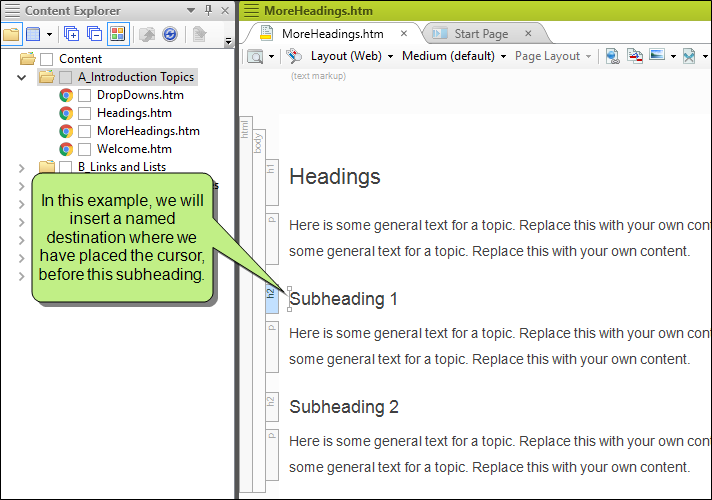 Content Explorer
MoreHeadings.htm
MoreHeadings.htm
Start Page
Layout (Web)
Medium (default)
Page Layout
(text markup)
Content
A_Introduction Topics
DropDowns.htm
Headings.htm
MoreHeadings.htm
Welcome.htm
B_Links and Lists
s
In this example, we will
insert a named
destination where we
have placed the cursor,
before this subheading.
html
body
h1
Headings
p
Here is some general text for a topic. Replace this with your own cont
some general text for a topic. Replace this with your own content.
h2
Subheading 1
p
Here is some general text for a topic. Replace this with your own cont
some general text for a topic. Replace this with your own content.
h2
Subheading 2
p
Here is some general text for a topic. Replace this with your own cont
some general text for a topic. Replace this with your own content.